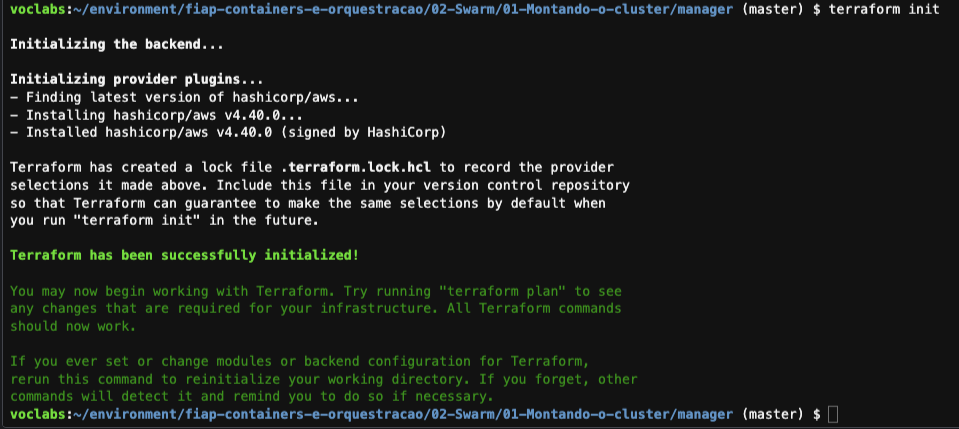 voclabs:~/environment/fiap-containers-e-orquestracao/02-Swarm/01-Montando-o-cluster/manager (master) $ terraform init
Initializing the backend...
Initializing provider plugins...
- Finding latest version of hashicorp/aws...
- Installing hashicorp/aws v4.40.0...
- Installed hashicorp/aws v4.40.0 (signed by HashiCorp)
Terraform has created a lock file .terraform.lock.hcl to record the provider
selections it made above. Include this file in your version control repository
so that Terraform can guarantee to make the same selections by default when
you run "terraform init" in the future.
Terraform has been successfully initialized!
You may now begin working with Terraform. Try running "terraform plan" to see
any changes that are required for your infrastructure. All Terraform commands
should now work.
If you ever set or change modules or backend configuration for Terraform,
rerun this command to reinitialize your working directory. If you forget, other
commands will detect it and remind you to do so if necessary.
voclabs:~/environment/fiap-containers-e-orquestracao/02-Swarm/01-Montando-o-cluster/manager (master) $